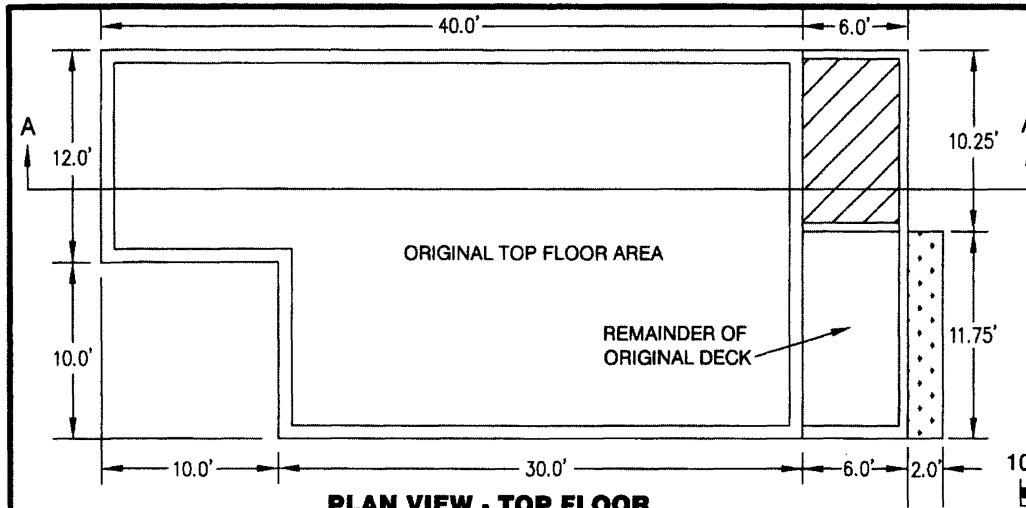 40.0'
6.0'
A
A
12.0'
10.25'
ORIGINAL TOP FLOOR AREA
REMAINDER OF
ORIGINAL DECK
11.75'
10.0'
10.0'
30.0'
6.0'
2.0'
10
PLAN VIEW - TOP FLOOR